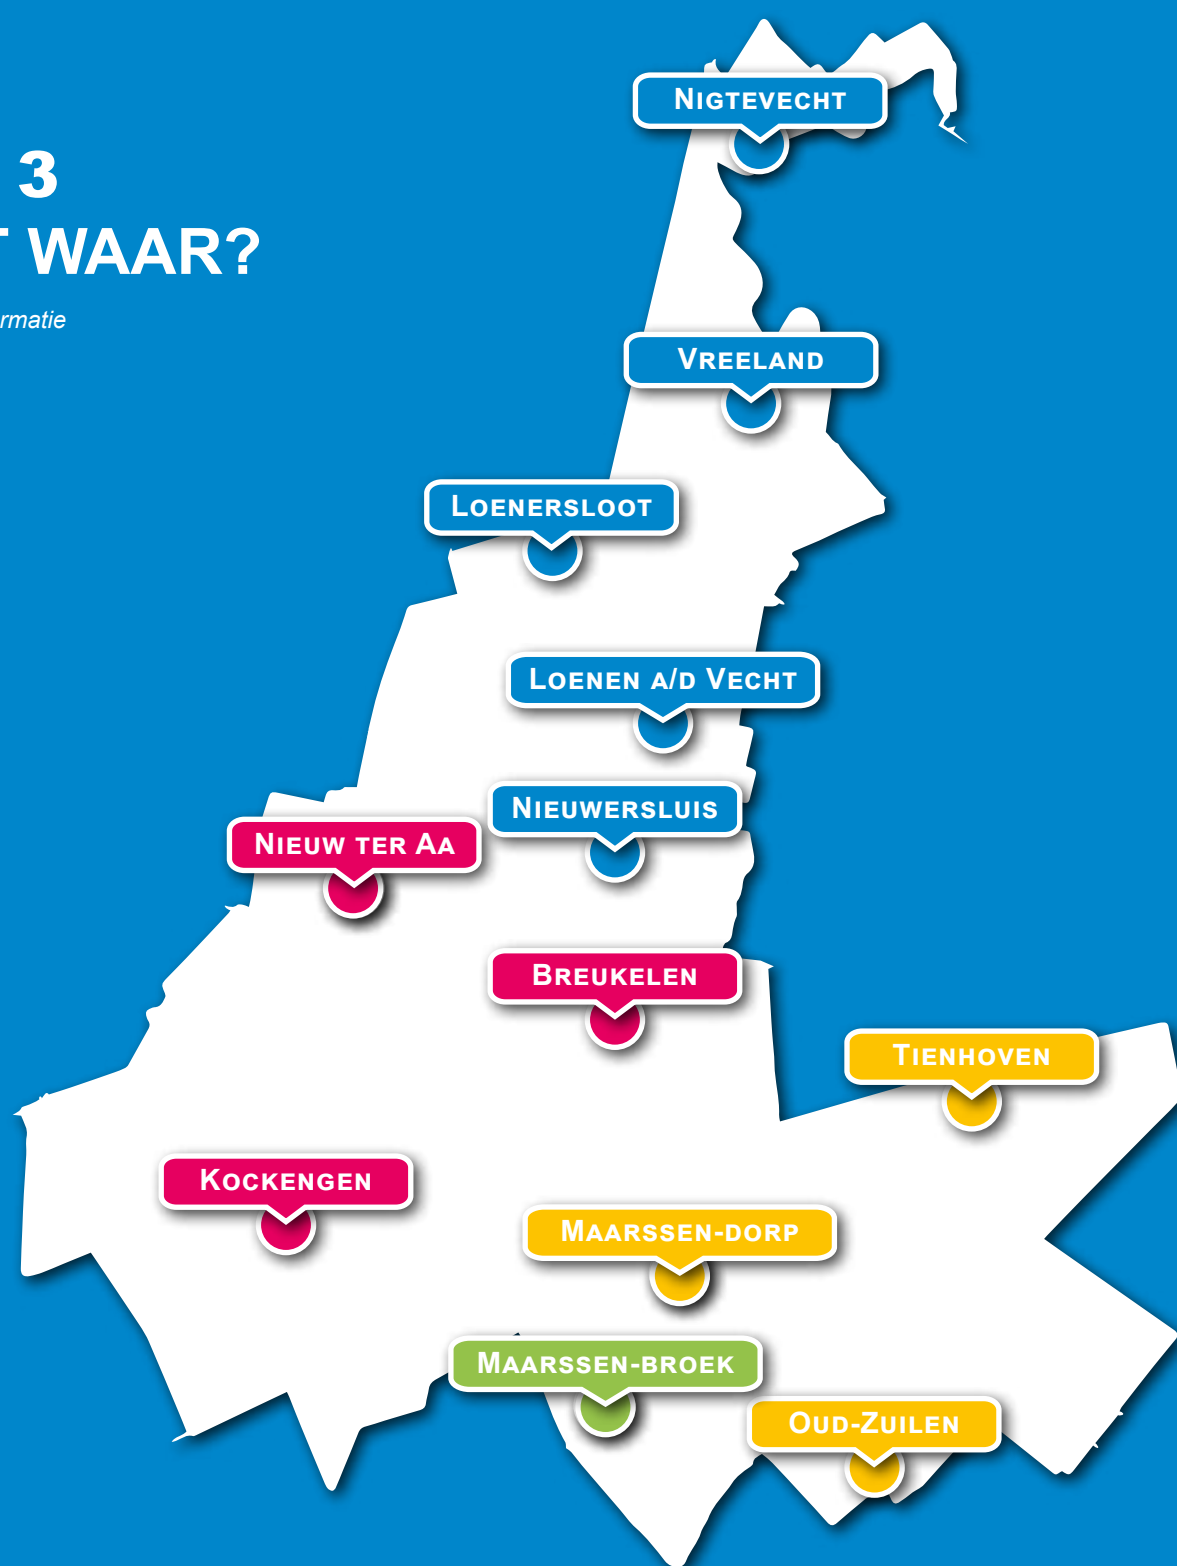 3
T WAAR?
rmatie
NIGTEVECHT
VREELAND
LOENERSLOOT
LOENEN A/D VECHT
NIEUWERSLUIS
NIEUW TER AA
BREUKELEN
TIENHOVEN
KOCKENGEN
MAARSSEN-DORP
MAARSSEN-BROEK
OUD-ZUILEN